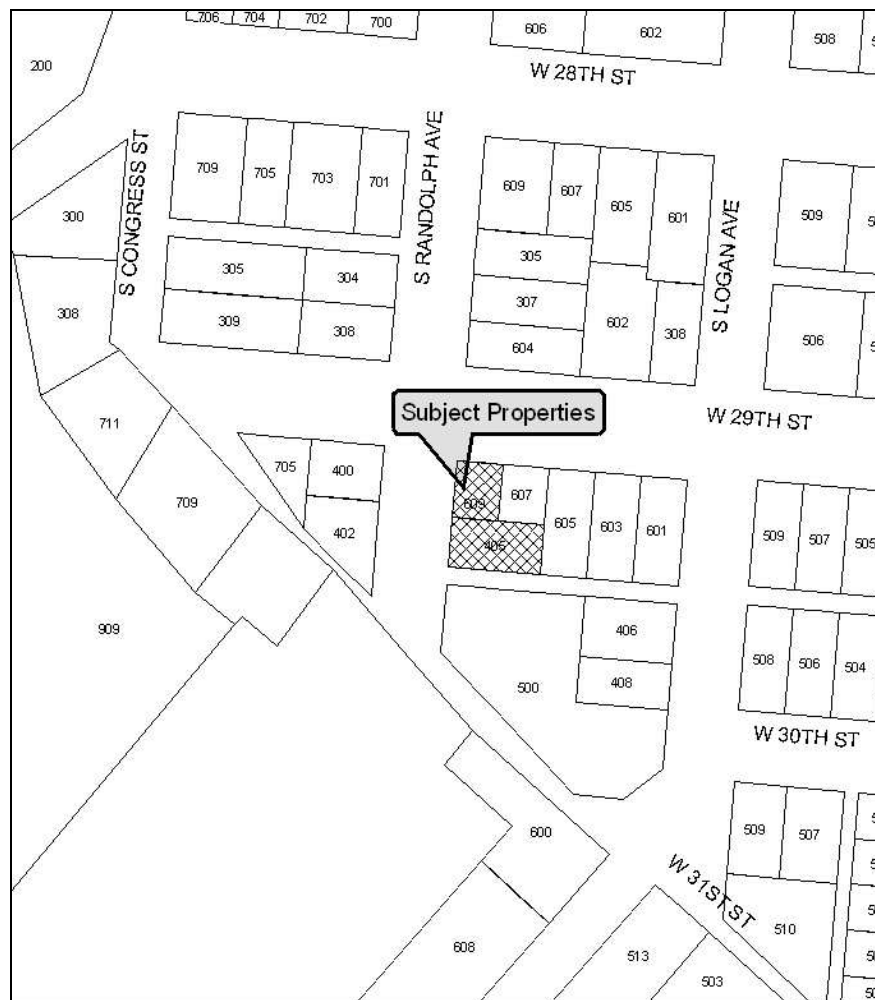 706 704 702 700
606 602 508
200
W 28TH ST
S CONGRESS ST
S RANDOLPH AVE
S LOGAN AVE
709 705 703 701
609 607 605 601
509
300
305 304
305
308
309 308
307
602 308
506
604
711
Subject Properties
W 29TH ST
705 400
709
402
609 607 605 603 601
405
509 507 505
909
406
408
500
508 506 504
W 30TH ST
600
509 507
W 31ST ST
510
608
513
503